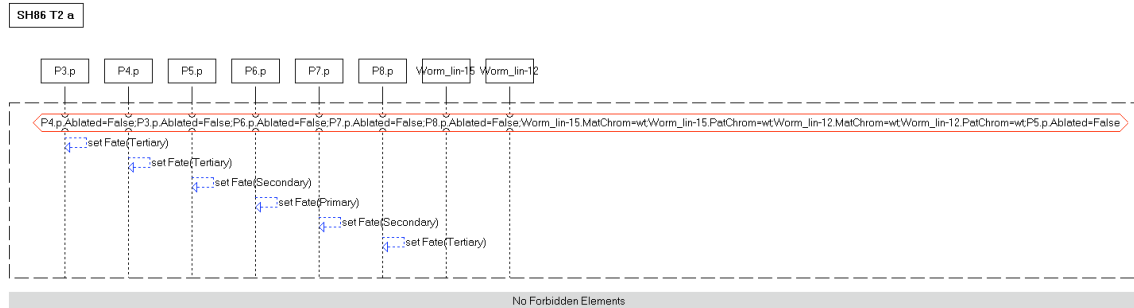 SH86 T2 a
P3.p P4.p P5.p P6.p P7.p P8.p Worm_lin-15 Worm_lin-12
P4.p.Ablated=False;P3.p.Ablated=False;P6.p.Ablated=False;P7.p.Ablated=False;P8.p.Ablated=False;Worm_lin-15.MatChrom=wt;Worm_lin-15.PatChrom=wt;Worm_lin-12.MatChrom=wt;Worm_lin-12.PatChrom=wt;P5.p.Ablated=False
set Fate(Tertiary)
set Fate(Tertiary)
set Fate(Secondary)
set Fate(Primary)
set Fate(Secondary)
set Fate(Tertiary)
No Forbidden Elements